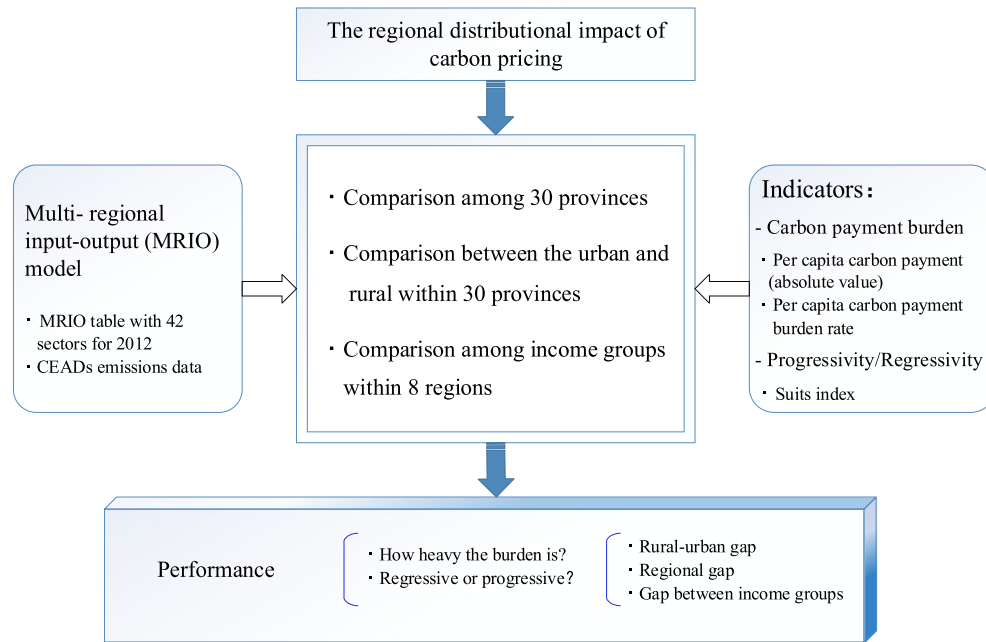 The regional distributional impact of
carbon pricing
Multi- regional
input-output (MRIO)
model
· MRIO table with 42
sectors for 2012
· CEADs emissions data
· Comparison among 30 provinces
· Comparison between the urban and
rural within 30 provinces
· Comparison among income groups
within 8 regions
Indicators：
- Carbon payment burden
· Per capita carbon payment
(absolute value)
· Per capita carbon payment
burden rate
- Progressivity/Regressivity
· Suits index
Performance
· How heavy the burden is?
· Regressive or progressive?
· Rural-urban gap
· Regional gap
· Gap between income groups